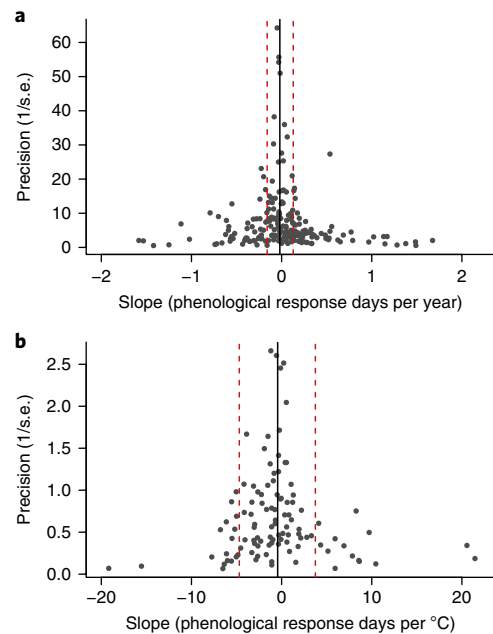 a
60
50
40
30
20
10
0
Precision (1/s.e.)
−2 −1 0 1 2
Slope (phenological response days per year)
b
2.5
2.0
1.5
1.0
0.5
0.0
Precision (1/s.e.)
−20 −10 0 10 20
Slope (phenological response days per °C)